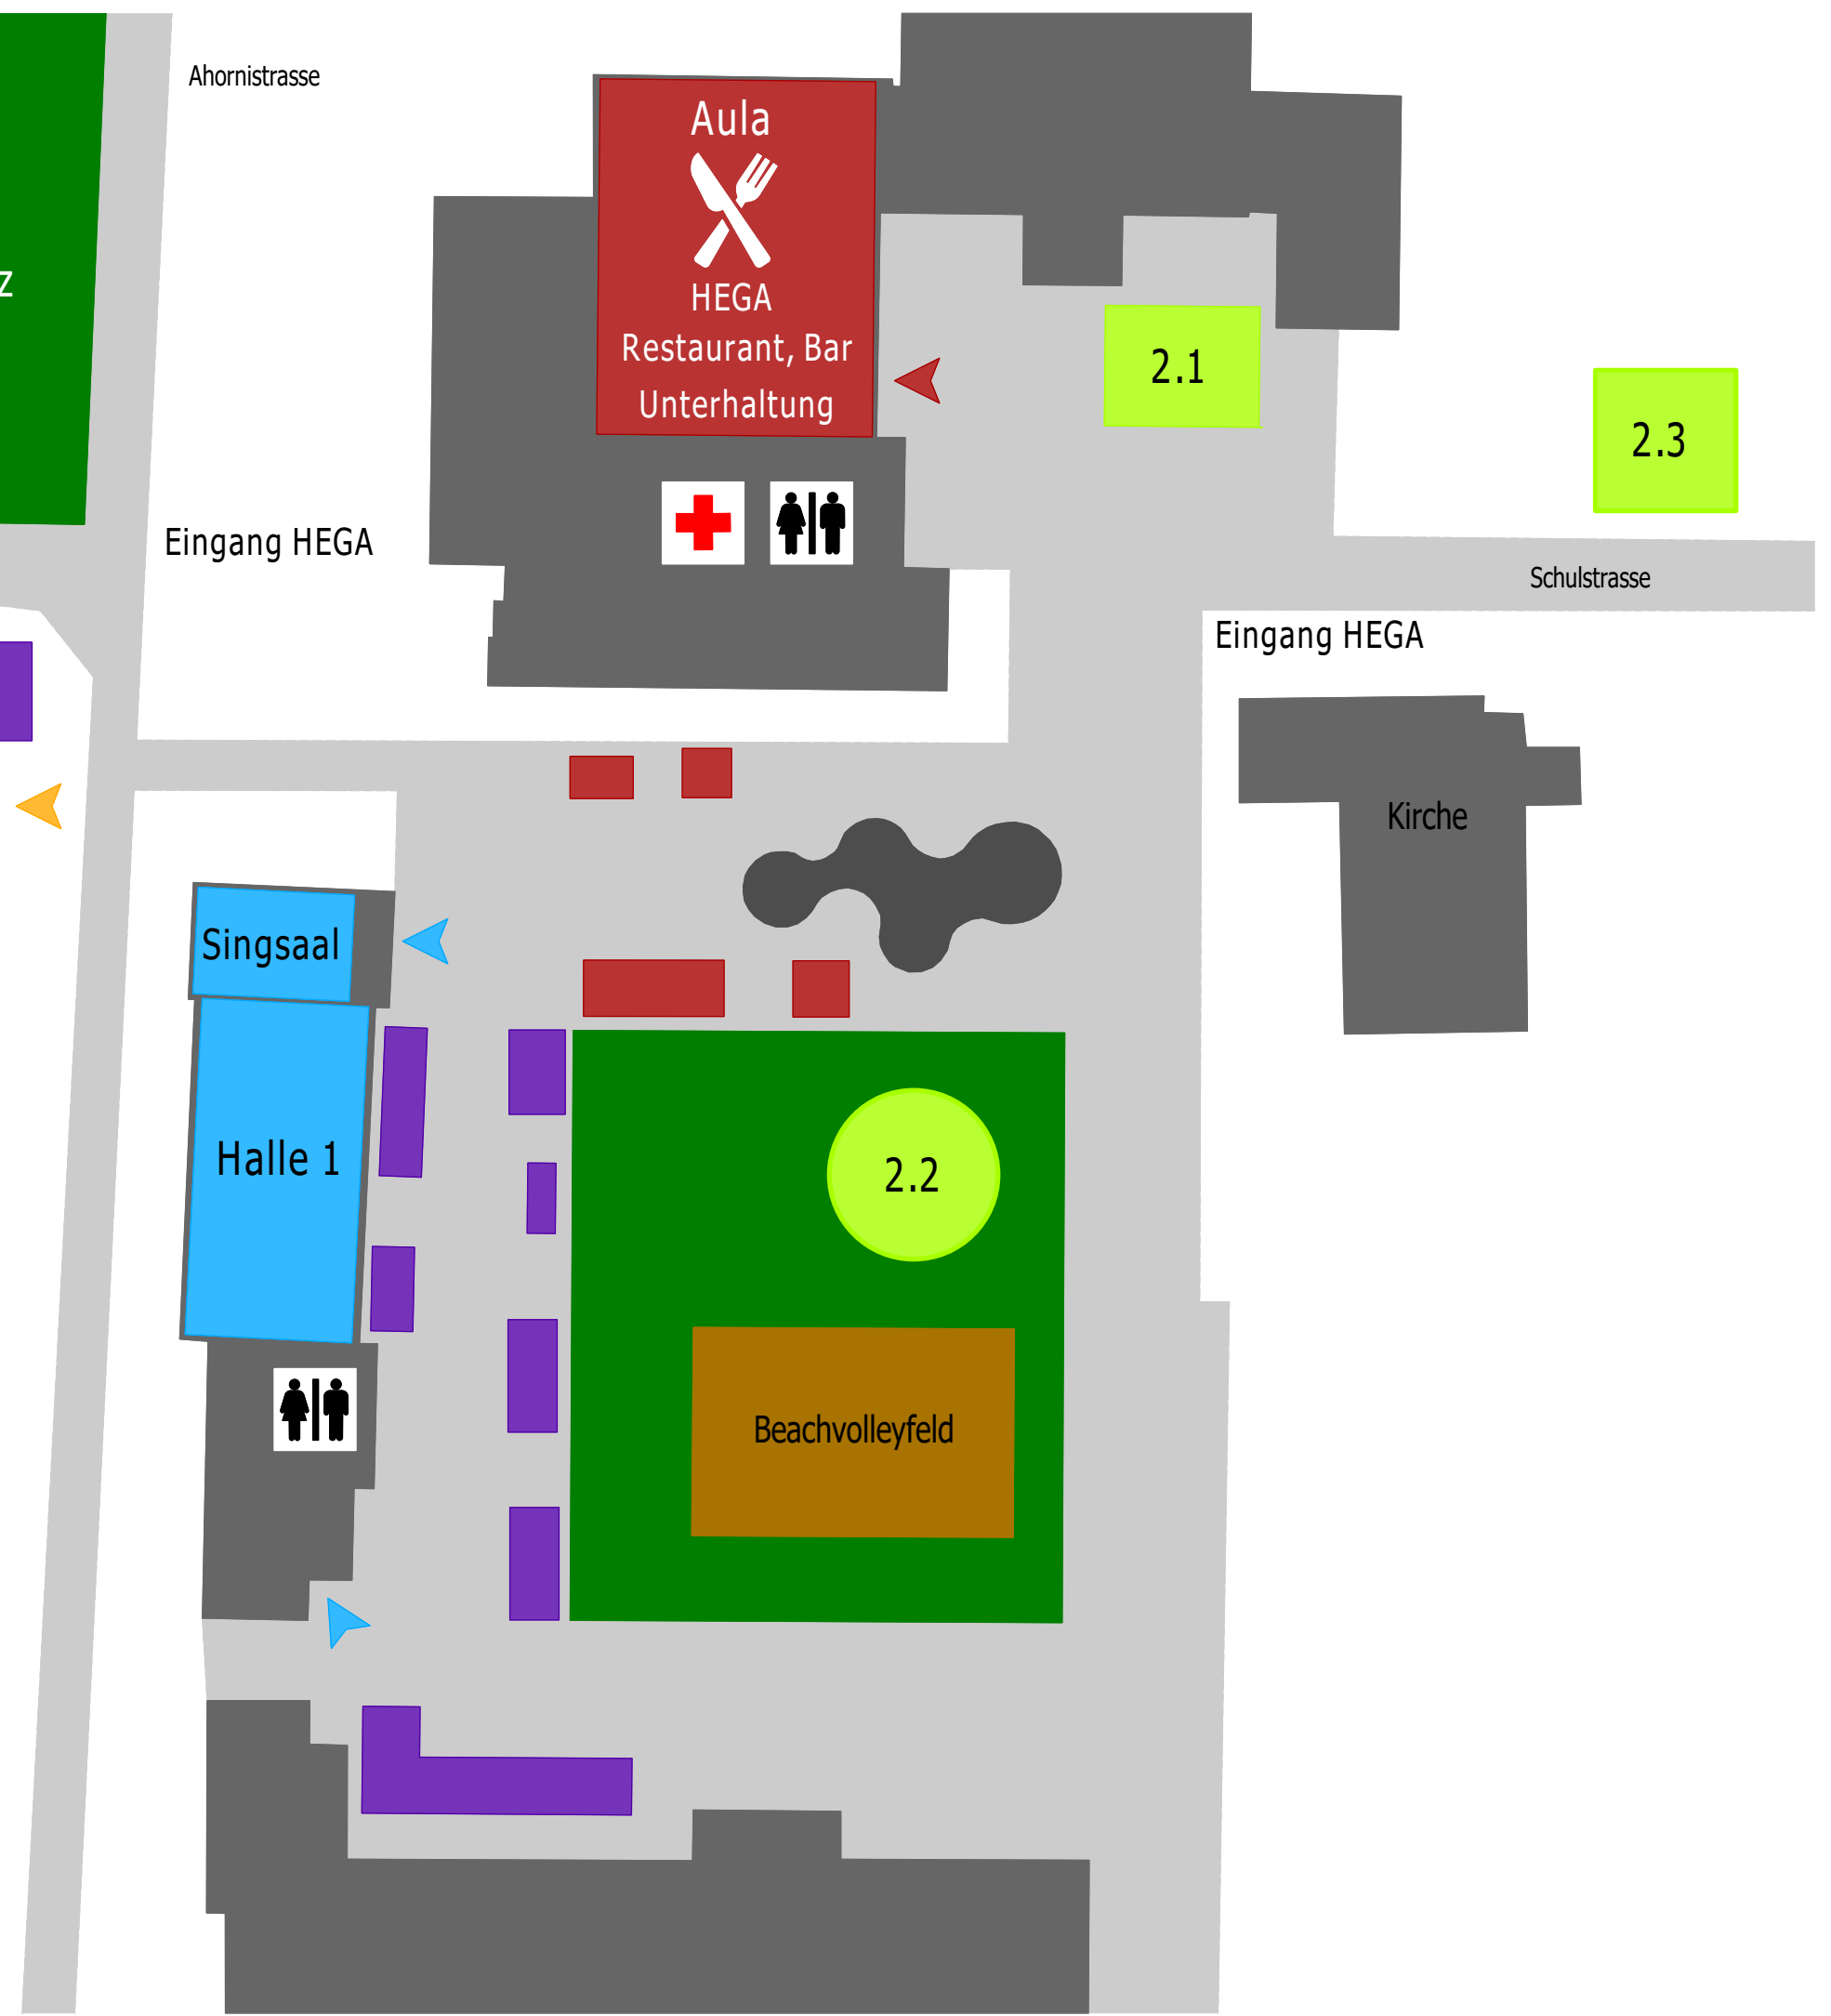 Ahornistrasse
Aula
HEGA
Restaurant, Bar
Unterhaltung
z
2.1
2.3
Eingang HEGA
Schulstrasse
Eingang HEGA
Kirche
Singsaal
Halle 1
2.2
Beachvolleyfeld